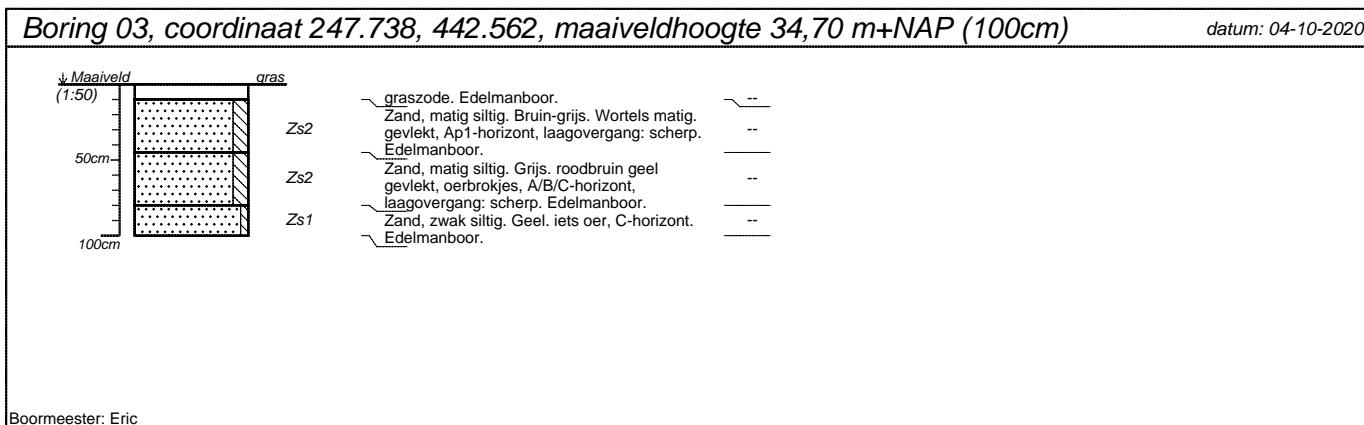 Boring 03, coordinaat 247.738, 442.562, maaiveldhoogte 34,70 m+NAP (100cm)
datum: 04-10-2020
Maaiveld
gras
(1:50)
graszode. Edelmanboor.
--
Zs2
Zand, matig siltig. Bruin-grijs. Wortels matig.
gevlekt, Ap1-horizont, laagovergang: scherp.
Edelmanboor.
--
50cm
Zs2
Zand, matig siltig. Grijs. roodbruin geel
gevlekt, oerbrokjes, A/B/C-horizont,
laagovergang: scherp. Edelmanboor.
--
Zs1
Zand, zwak siltig. Geel. iets oer, C-horizont.
Edelmanboor.
--
100cm
Boormeester: Eric